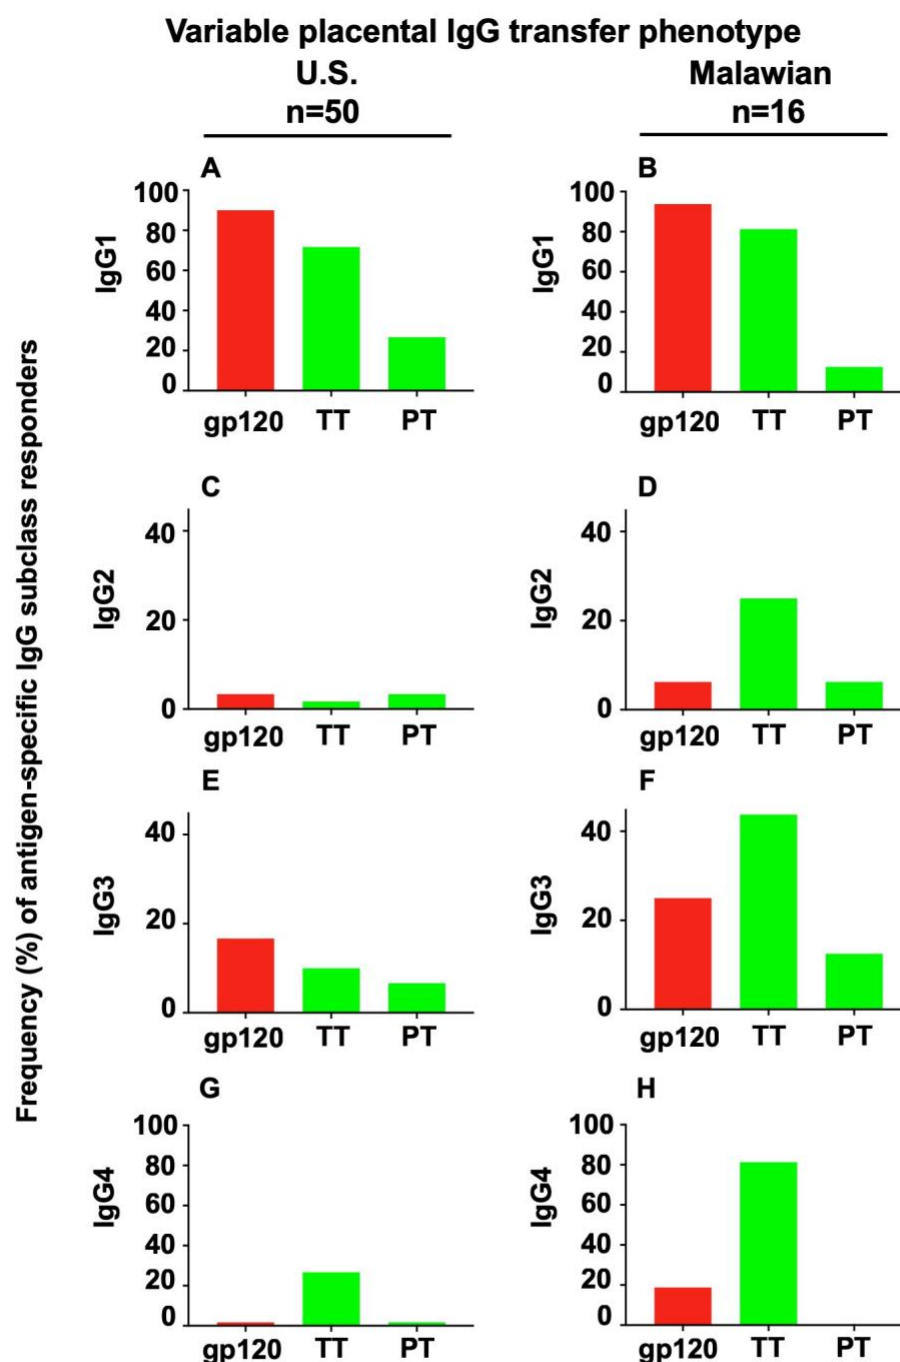 Variable placental IgG transfer phenotype
U.S.
n=50
Malawian
n=16
Frequency (%) of antigen-specific IgG subclass responders
A
IgG1
100
80
60
40
20
0
gp120 TT PT
B
IgG1
100
80
60
40
20
0
gp120 TT PT
C
IgG2
40
20
0
gp120 TT PT
D
IgG2
40
20
0
gp120 TT PT
E
IgG3
40
20
0
gp120 TT PT
F
IgG3
40
20
0
gp120 TT PT
G
IgG4
100
80
60
40
20
0
gp120 TT PT
H
IgG4
100
80
60
40
20
0
gp120 TT PT